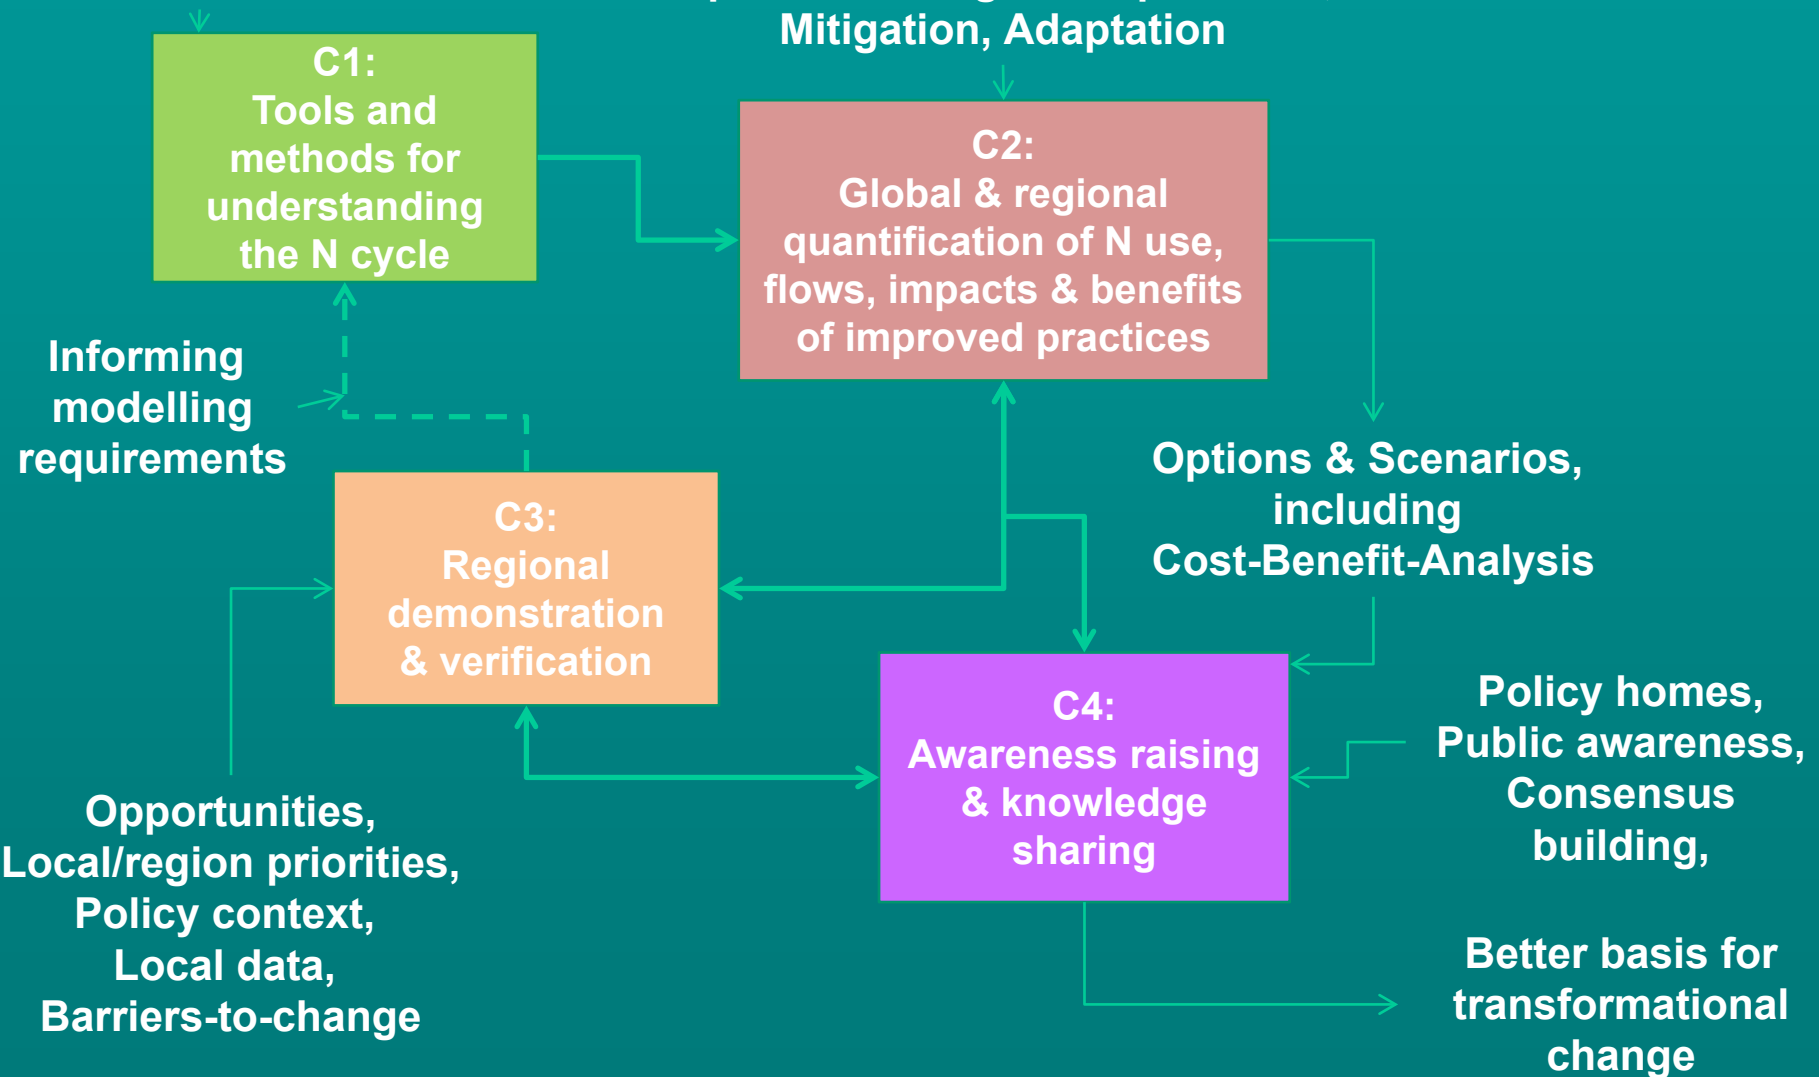 Mitigation, Adaptation
C1:
Tools and
methods for
understanding
the N cycle
C2:
Global & regional
quantification of N use,
flows, impacts & benefits
of improved practices
Informing
modelling
requirements
Options & Scenarios,
including
Cost-Benefit-Analysis
C3:
Regional
demonstration
& verification
C4:
Awareness raising
& knowledge
sharing
Policy homes,
Public awareness,
Consensus
building,
Opportunities,
Local/region priorities,
Policy context,
Local data,
Barriers-to-change
Better basis for
transformational
change